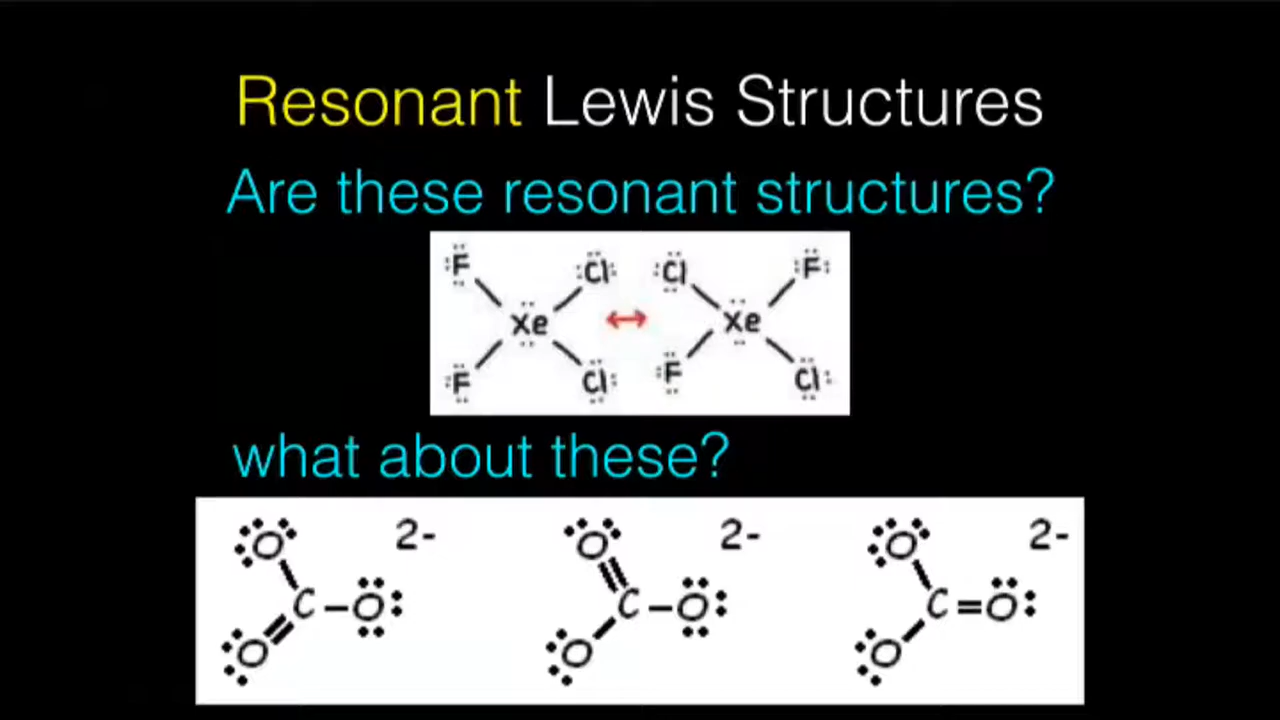 Resonant Lewis Structures
Are these resonant structures?
F Cl Cl F
Xe ↔ Xe
F Cl F Cl
what about these?
O 2- O 2- O 2-
C O C O C O
O O O